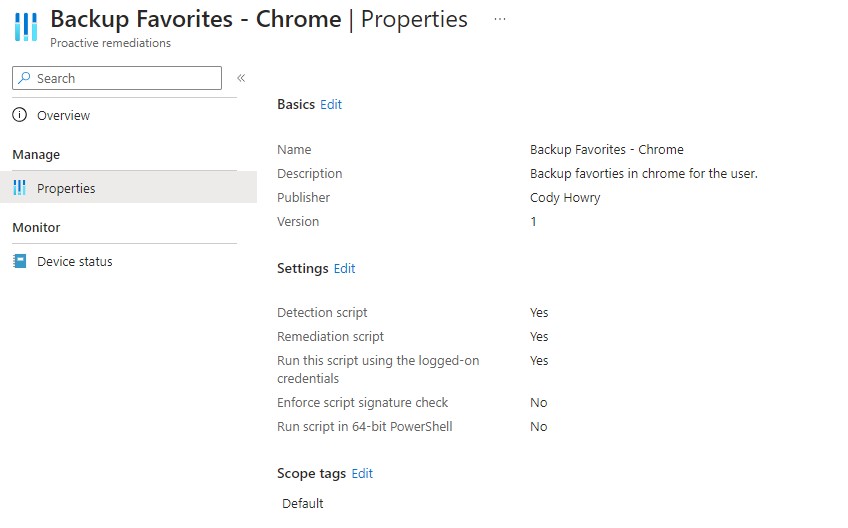 Backup Favorites - Chrome | Properties ...
Proactive remediations
Search «
Overview
Manage
Properties
Monitor
Device status
Basics Edit
Name Backup Favorites - Chrome
Description Backup favorties in chrome for the user.
Publisher Cody Howry
Version 1
Settings Edit
Detection script Yes
Remediation script Yes
Run this script using the logged-on Yes
credentials
Enforce script signature check No
Run script in 64-bit PowerShell No
Scope tags Edit
Default